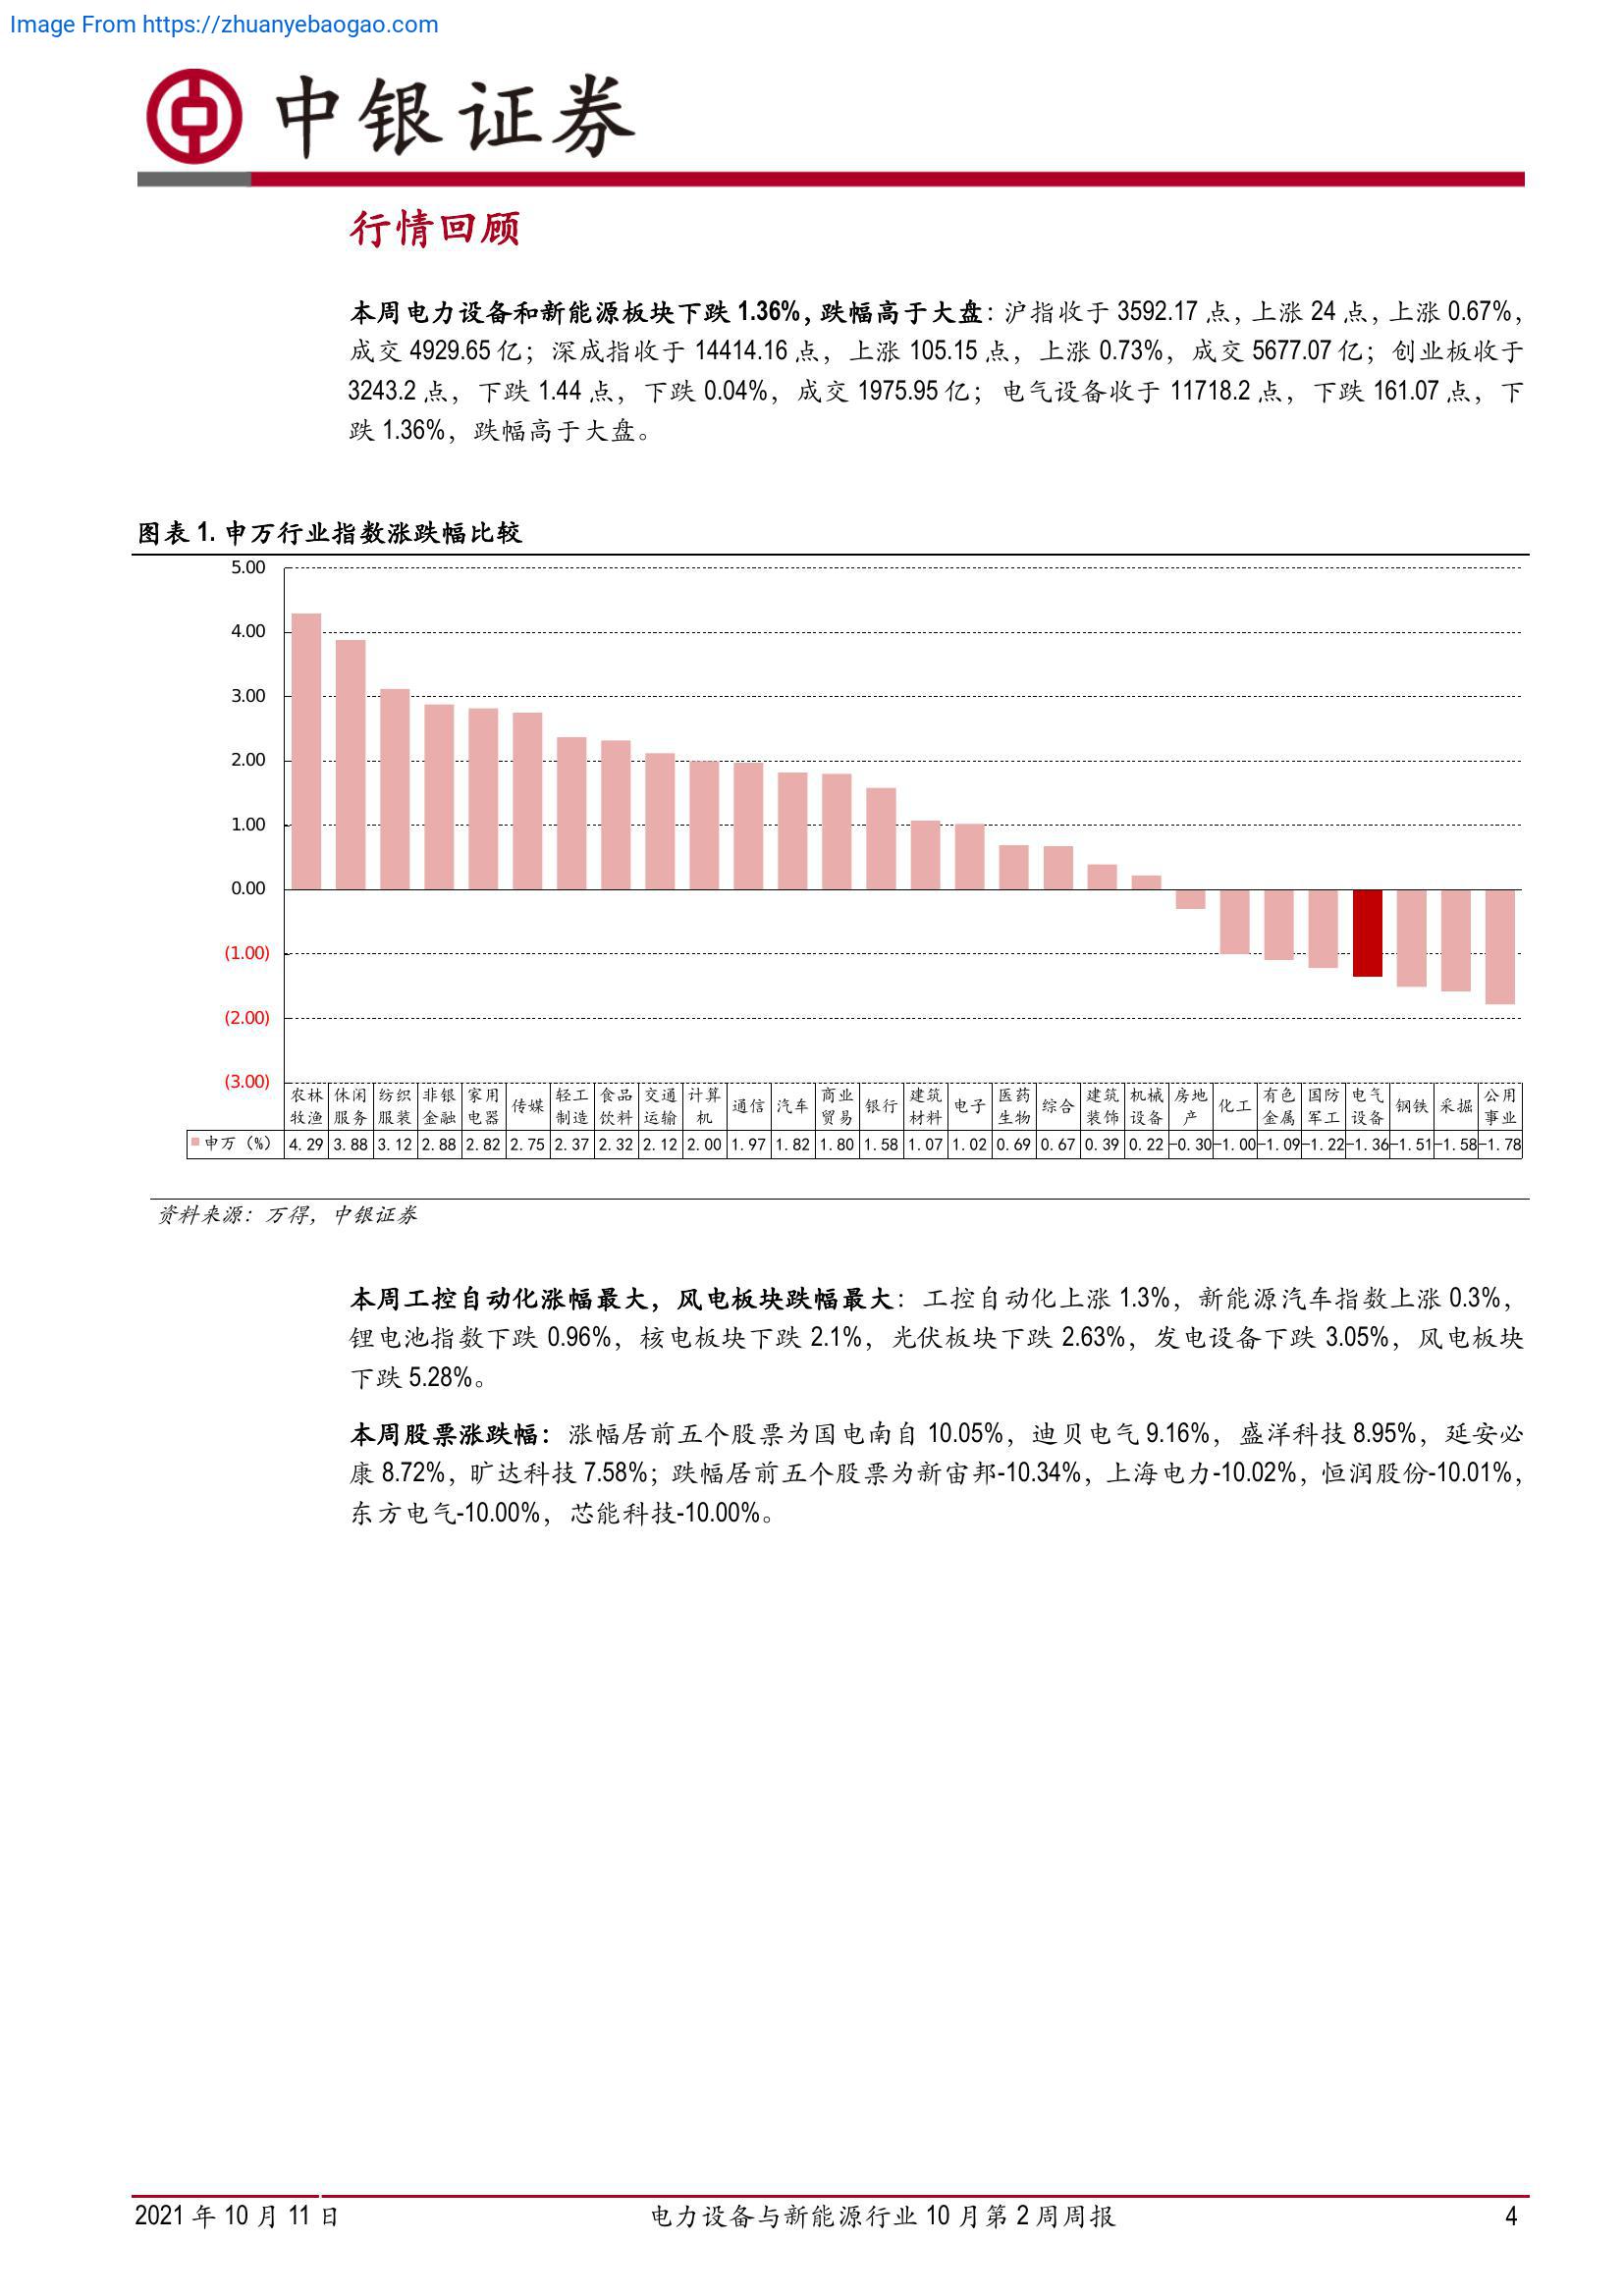 Image From https://zhuanyebaogao.com
中银证券
行情回顾
本周电力设备和新能源板块下跌 1.36%，跌幅高于大盘：沪指收于 3592.17 点，上涨 24 点，上涨 0.67%，
成交 4929.65 亿；深成指收于 14414.16 点，上涨 105.15 点，上涨 0.73%，成交 5677.07 亿；创业板收于
3243.2 点，下跌 1.44 点，下跌 0.04%，成交 1975.95 亿；电气设备收于 11718.2 点，下跌 161.07 点，下
跌 1.36%，跌幅高于大盘。
图表 1. 申万行业指数涨跌幅比较
5.00
4.00
3.00
2.00
1.00
0.00
(1.00)
(2.00)
(3.00)
农林 休闲 纺织 非银 家用 传媒 轻工 食品 交通 计算 通信 汽车 商业 银行 建筑 电子 医药 综合 建筑 机械 房地 化工 有色 国防 电气 钢铁 采掘 公用
牧渔 服务 服装 金融 电器 制造 饮料 运输 机 贸易 材料 生物 装饰 设备 产 金属 军工 设备 事业
申万（%） 4.29 3.88 3.12 2.88 2.82 2.75 2.37 2.32 2.12 2.00 1.97 1.82 1.80 1.58 1.07 1.02 0.69 0.67 0.39 0.22 -0.30 -1.00 -1.09 -1.22 -1.36 -1.51 -1.58 -1.78
资料来源：万得，中银证券
本周工控自动化涨幅最大，风电板块跌幅最大：工控自动化上涨 1.3%，新能源汽车指数上涨 0.3%，
锂电池指数下跌 0.96%，核电板块下跌 2.1%，光伏板块下跌 2.63%，发电设备下跌 3.05%，风电板块
下跌 5.28%。
本周股票涨跌幅：涨幅居前五个股票为国电南自 10.05%，迪贝电气 9.16%，盛洋科技 8.95%，延安必
康 8.72%，旷达科技 7.58%；跌幅居前五个股票为新宙邦-10.34%，上海电力-10.02%，恒润股份-10.01%，
东方电气-10.00%，芯能科技-10.00%。
2021 年 10 月 11 日
电力设备与新能源行业 10 月第 2 周周报
4